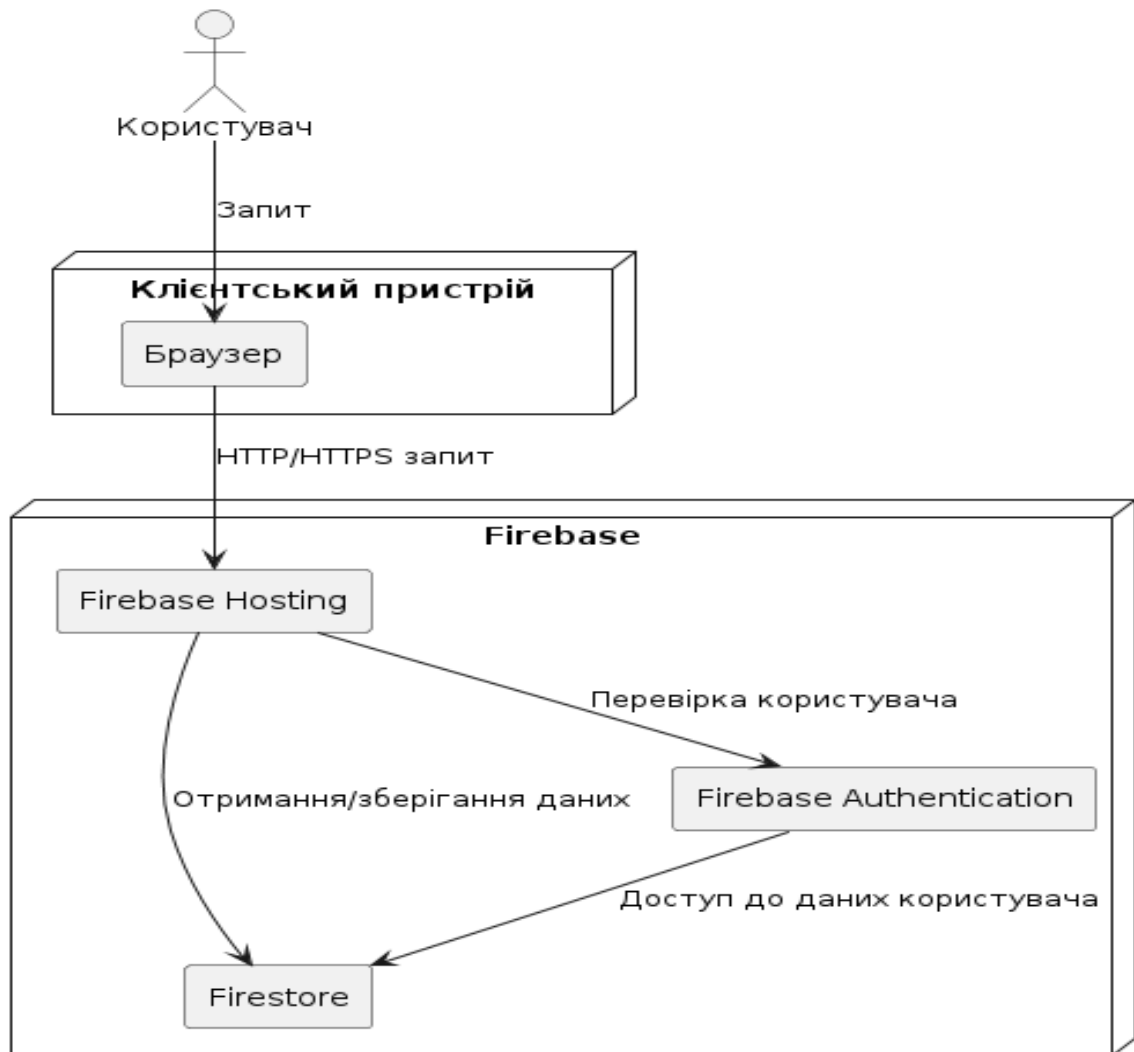 Користувач
Запит
Клієнтський пристрій
Браузер
HTTP/HTTPS запит
Firebase
Firebase Hosting
Перевірка користувача
Отримання/зберігання даних
Firebase Authentication
Доступ до даних користувача
Firestore